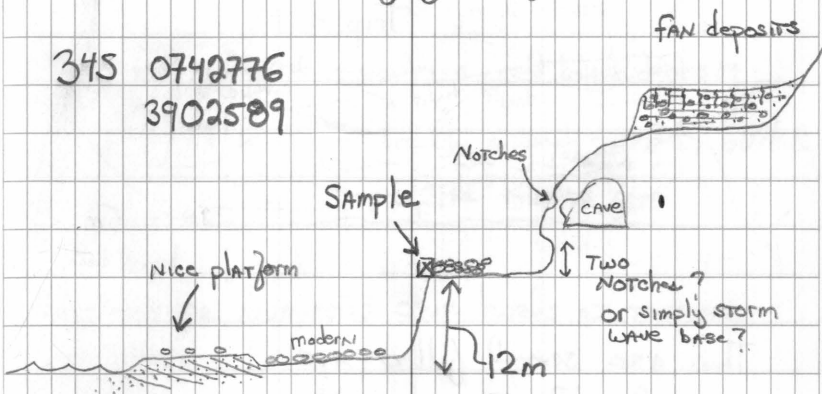 FAN deposits
34S 0742776
3902589
Notches
SAmple
CAVE
Nice plATform
Two
Notches?
or simply storm
WAVE bAse?
modern
12m